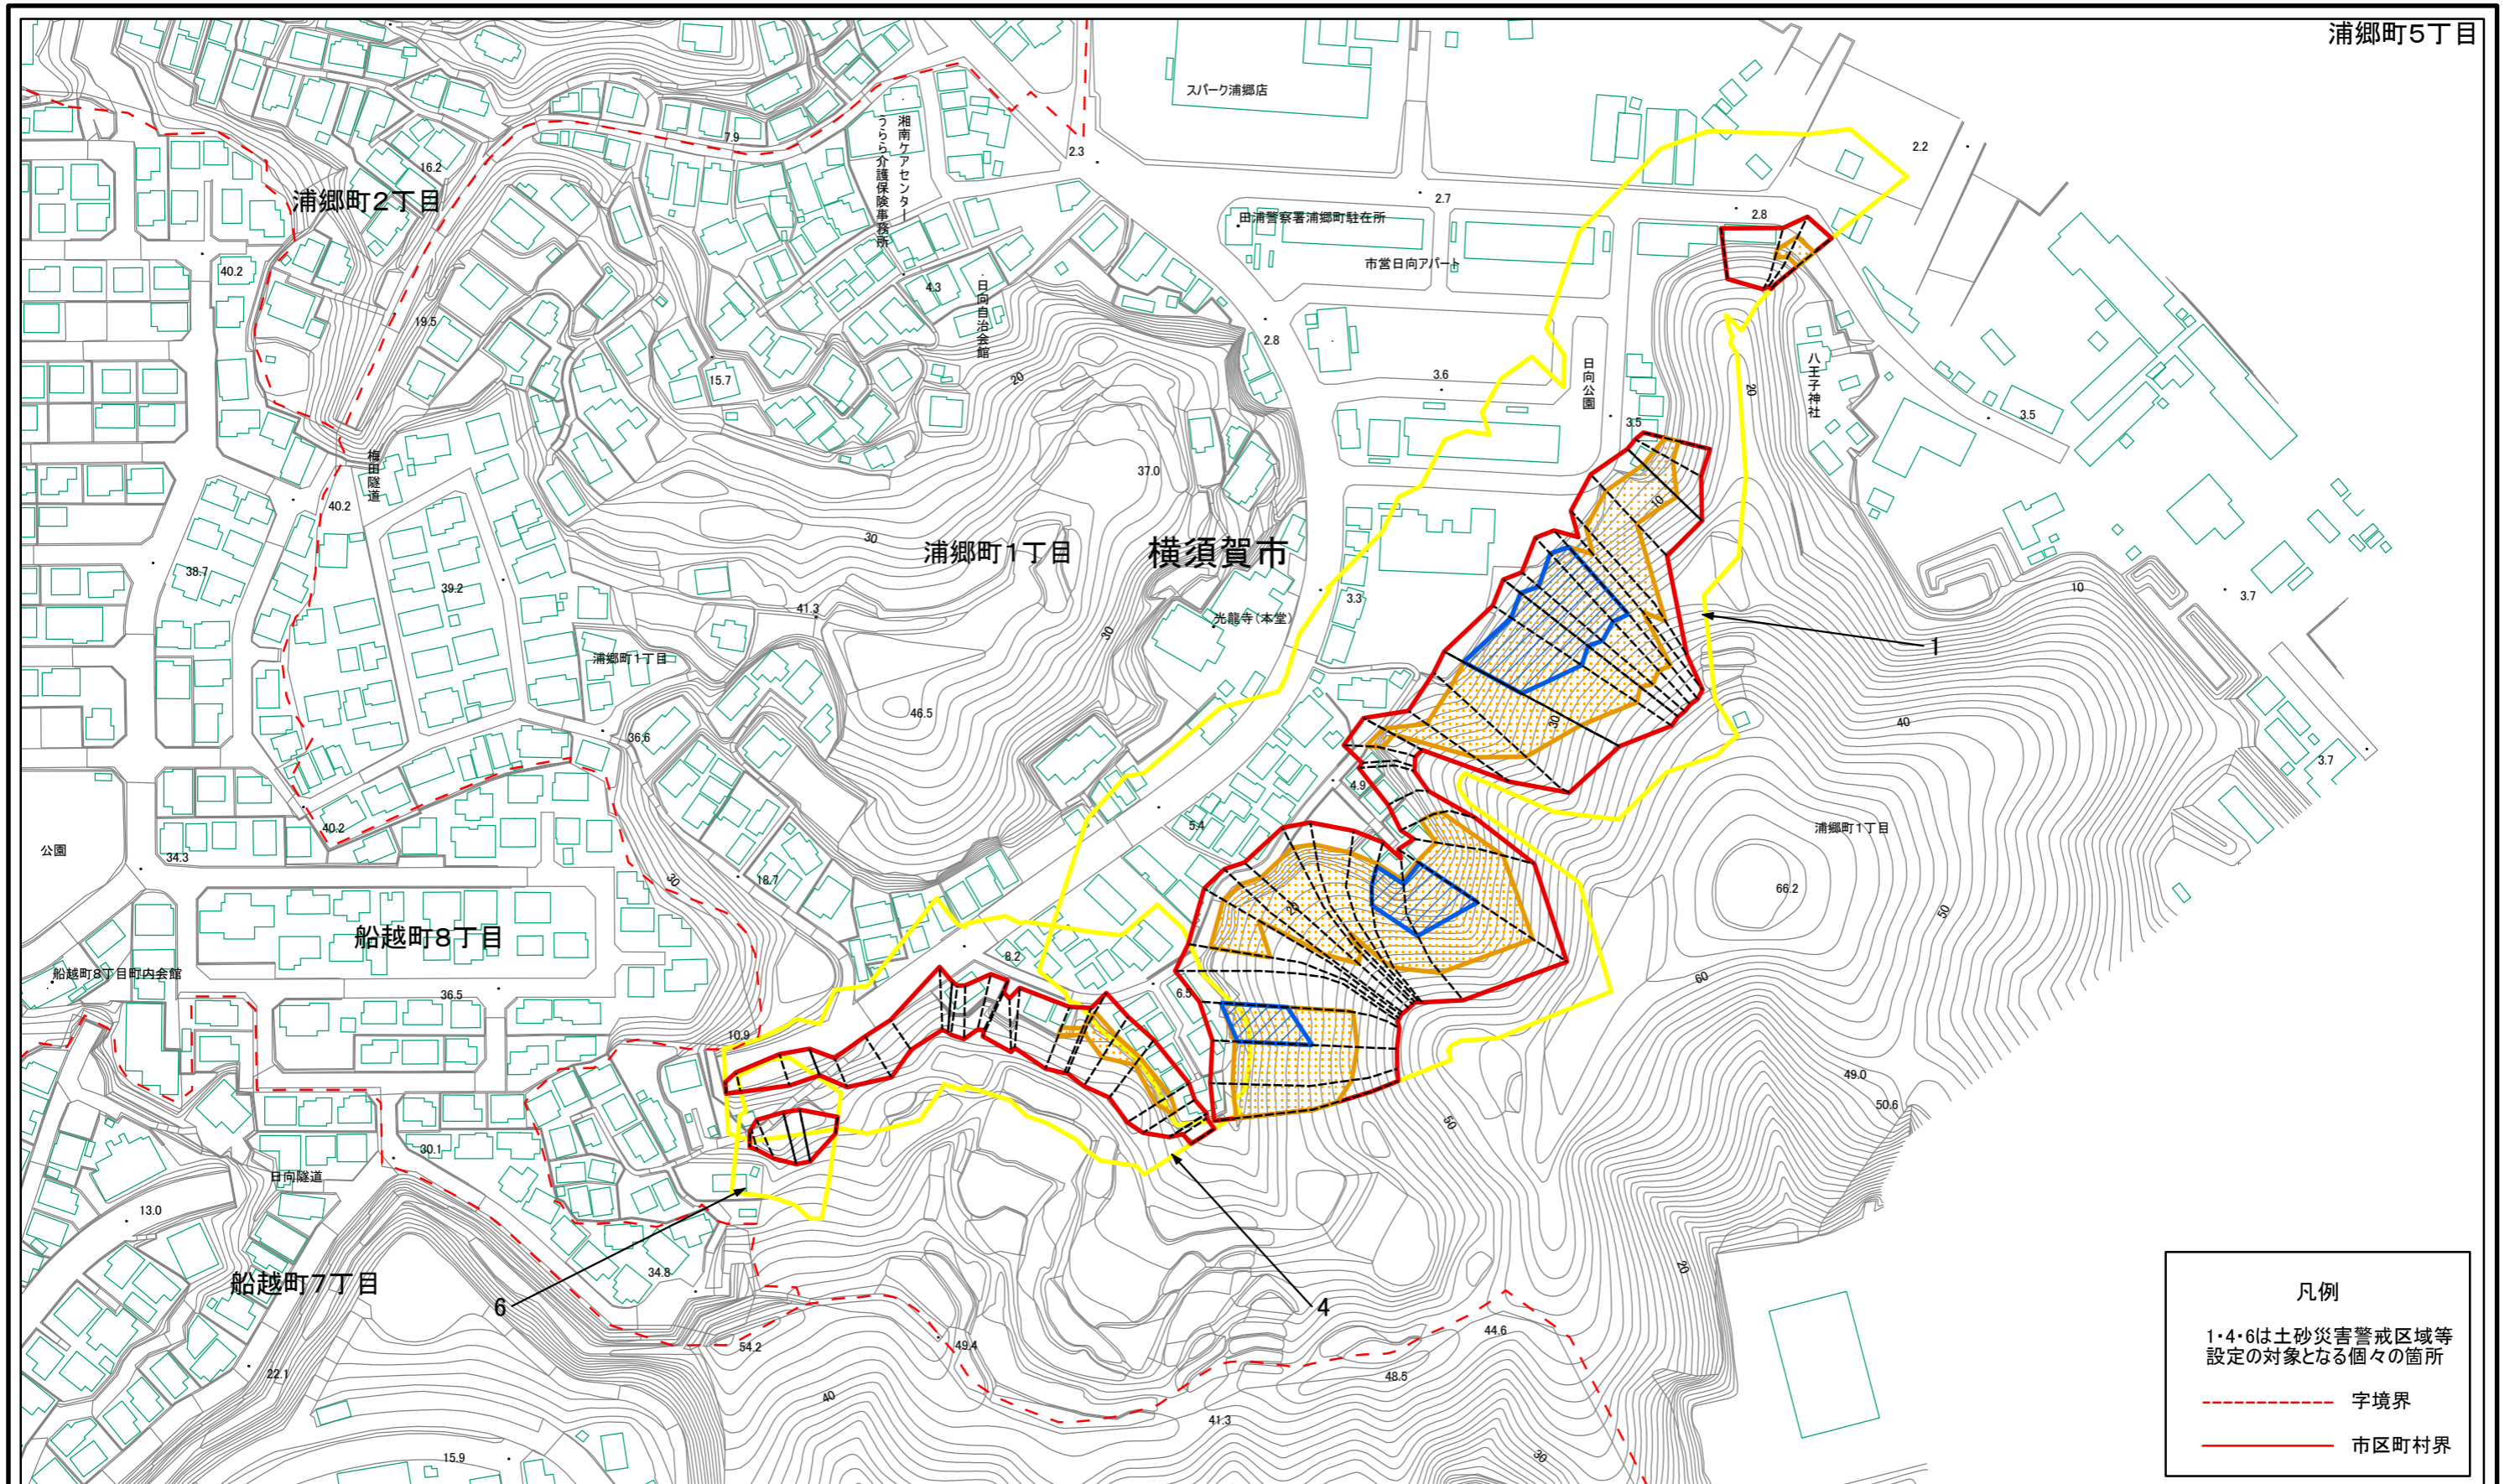 浦郷町5丁目
スパーク浦郷店
湘南ケアセンター
うらら介護保険事務所
7.9
2.3
2.2
16.2
浦郷町2丁目
2.7
2.8
田浦警察署浦郷町駐在所
市営日向アパート
40.2
4.3
日向自治会館
19.5
2.8
15.7
20
3.6
日向公園
20
八王子神社
3.5
3.5
梅田隧道
37.0
40.2
10
30
浦郷町1丁目
横須賀市
38.7
39.2
41.3
3.3
光龍寺(本堂)
30
10
3.7
1
浦郷町1丁目
46.5
36.6
30
40
3.7
4.9
40.2
5.4
浦郷町1丁目
公園
34.3
30
18.7
66.2
20
50
船越町8丁目
8.2
船越町8丁目町内会館
36.5
6.5
60
10.9
49.0
50.6
50
30.1
日向隧道
13.0
34.8
船越町7丁目
20
6
4
54.2
49.4
44.6
22.1
48.5
40
41.3
15.9
30
凡例
1・4・6は土砂災害警戒区域等
設定の対象となる個々の箇所
字境界
市区町村界